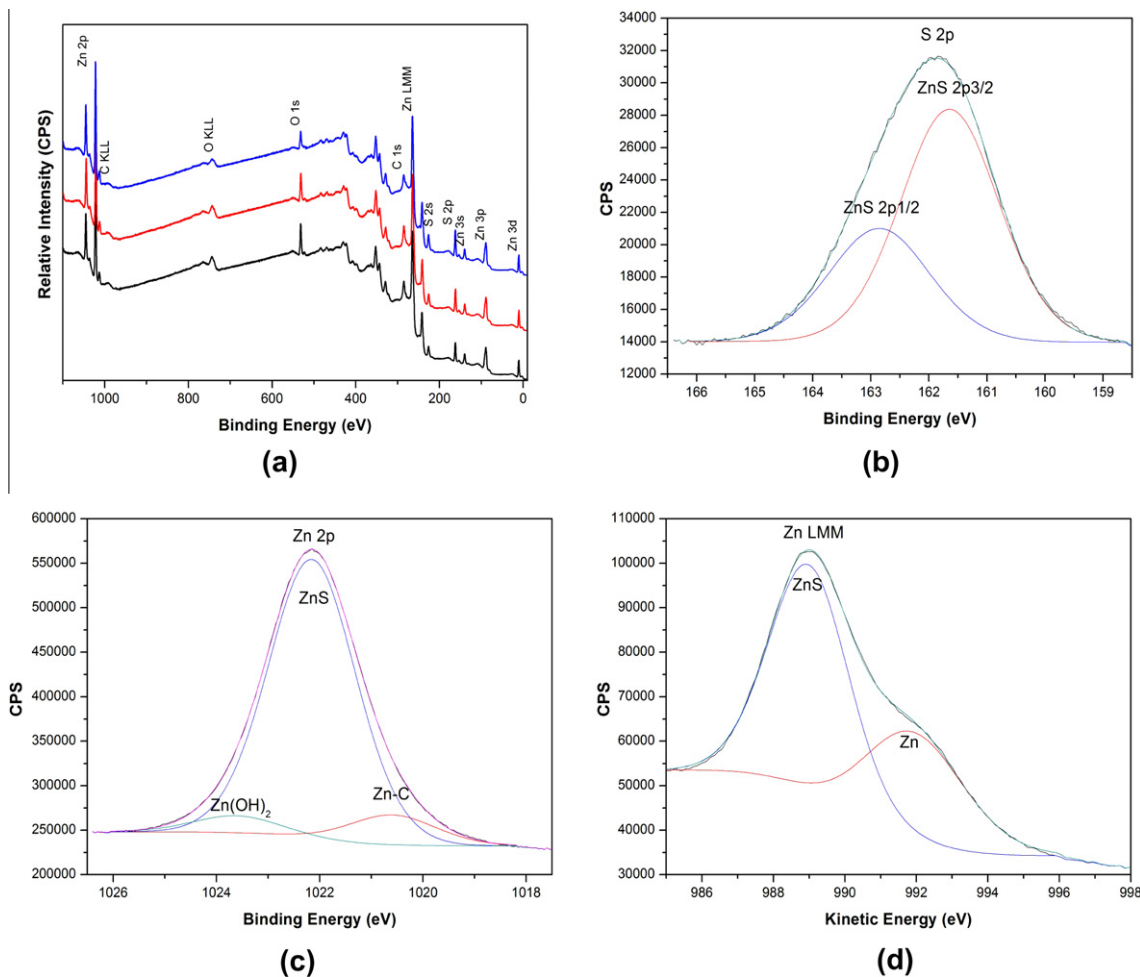 Relative Intensity (CPS)
Zn 2p
C KLL
O KLL
O 1s
Zn LMM
C 1s
S 2s
S 2p
Zn 3s
Zn 3p
Zn 3d
1000 800 600 400 200 0
Binding Energy (eV)
(a)
34000
32000
30000
28000
26000
24000
22000
20000
18000
16000
14000
12000
CPS
S 2p
ZnS 2p3/2
ZnS 2p1/2
166 165 164 163 162 161 160 159
Binding Energy (eV)
(b)
600000
550000
500000
450000
400000
350000
300000
250000
200000
CPS
Zn 2p
ZnS
Zn-C
Zn(OH)₂
1026 1024 1022 1020 1018
Binding Energy (eV)
(c)
110000
100000
90000
80000
70000
60000
50000
40000
30000
CPS
Zn LMM
ZnS
Zn
986 988 990 992 994 996 998
Kinetic Energy (eV)
(d)